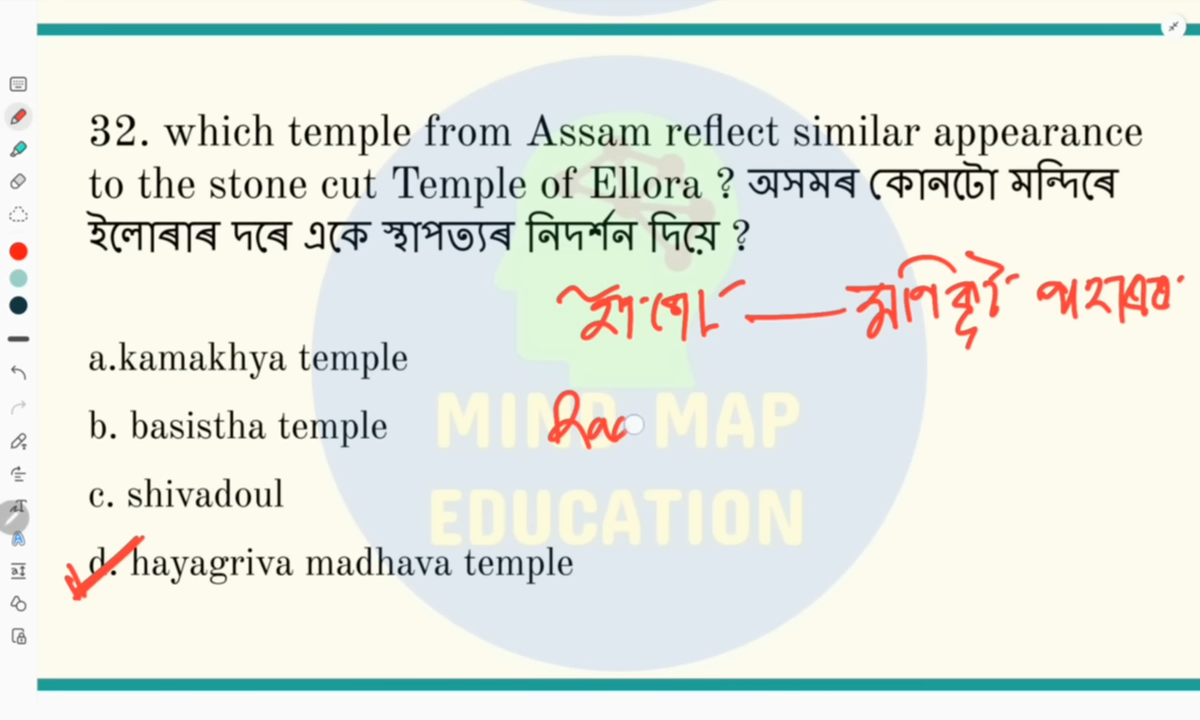 32. which temple from Assam reflect similar appearance
to the stone cut Temple of Ellora ? অসমৰ কোনটো মন্দিৰে
ইলোৰাৰ দৰে একে স্থাপত্যৰ নিদৰ্শন দিয়ে ?
মণিকূট
a.kamakhya temple
b. basistha temple
MIND MAP
c. shivadoul
EDUCATION
d. hayagriva madhava temple